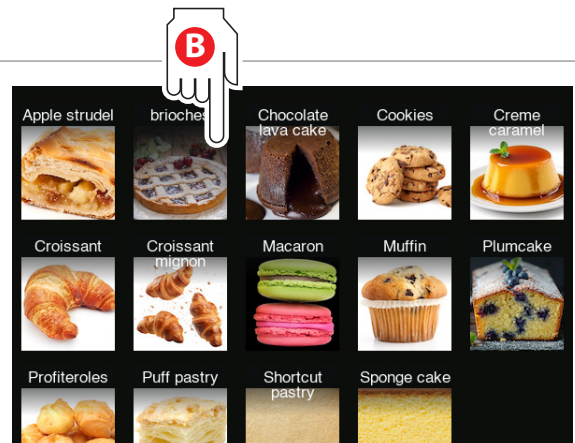 B
Apple strudel
brioches
Chocolate
lava cake
Cookies
Creme
caramel
Croissant
Croissant
mignon
Macaron
Muffin
Plumcake
Profiteroles
Puff pastry
Shortcut
pastry
Sponge cake